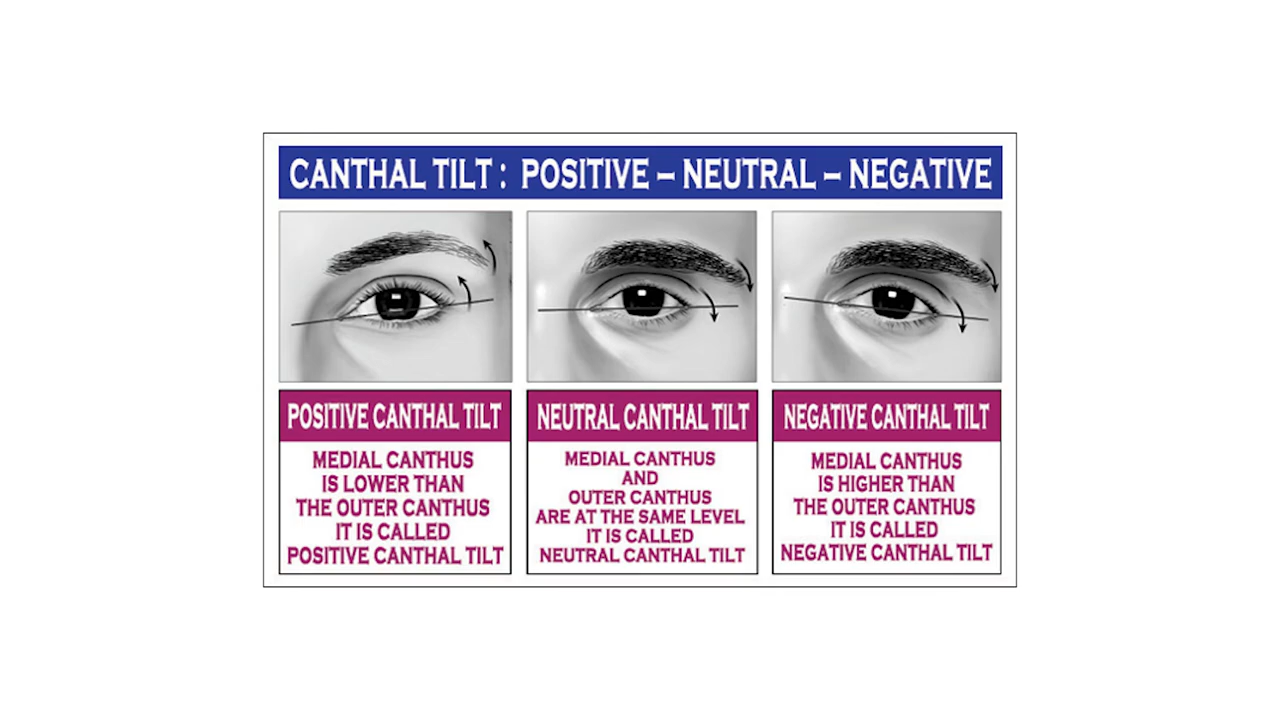 CANTHAL TILT : POSITIVE – NEUTRAL – NEGATIVE
POSITIVE CANTHAL TILT
MEDIAL CANTHUS
IS LOWER THAN
THE OUTER CANTHUS
IT IS CALLED
POSITIVE CANTHAL TILT
NEUTRAL CANTHAL TILT
MEDIAL CANTHUS
AND
OUTER CANTHUS
ARE AT THE SAME LEVEL
IT IS CALLED
NEUTRAL CANTHAL TILT
NEGATIVE CANTHAL TILT
MEDIAL CANTHUS
IS HIGHER THAN
THE OUTER CANTHUS
IT IS CALLED
NEGATIVE CANTHAL TILT